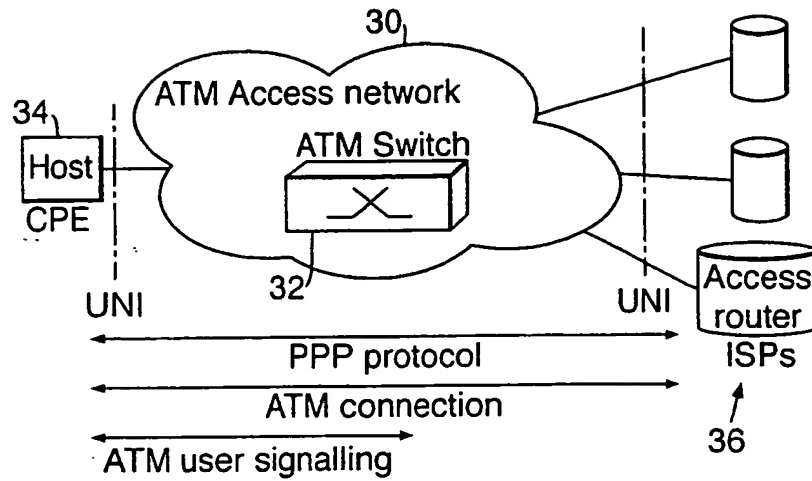 30
ATM Access network
34
ATM Switch
Host
CPE
32
UNI
UNI
Access
router
ISPs
PPP protocol
ATM connection
36
ATM user signalling